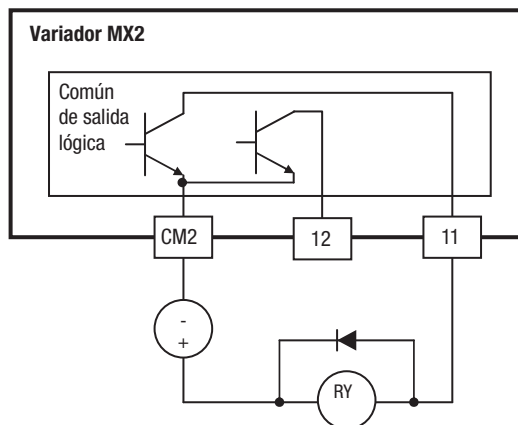 Variador MX2
Común
de salida
lógica
CM2
12
11
-
+
RY